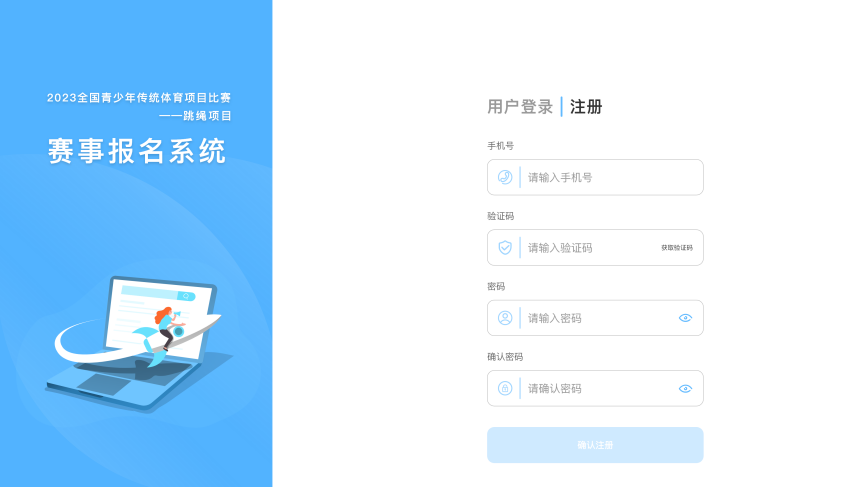 2023全国青少年传统体育项目比赛
——跳绳项目
赛事报名系统
用户登录 | 注册
手机号
请输入手机号
验证码
请输入验证码 获取验证码
密码
请输入密码
确认密码
请确认密码
确认注册